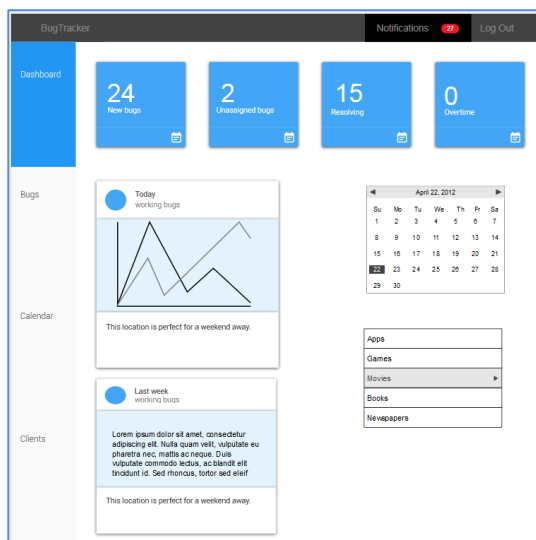 BugTracker
Notifications 27 Log Out
Dashboard
24
New bugs
2
Unassigned bugs
15
Resolving
0
Overtime
Bugs
Calendar
Clients
Today
working bugs
This location is perfect for a weekend away.
Last week
working bugs
Lorem ipsum dolor sit amet, consectetur
adipiscing elit. Nulla quam velit, vulputate eu
pharetra nec, mattis ac neque. Duis
vulputate commodo lectus, ac blandit elit
tincidunt id. Sed rhoncus, tortor sed eleif
This location is perfect for a weekend away.
April 22, 2012
Su Mo Tu We Th Fr Sa
1 2 3 4 5 6 7
8 9 10 11 12 13 14
15 16 17 18 19 20 21
22 23 24 25 26 27 28
29 30
Apps
Games
Movies
Books
Newspapers